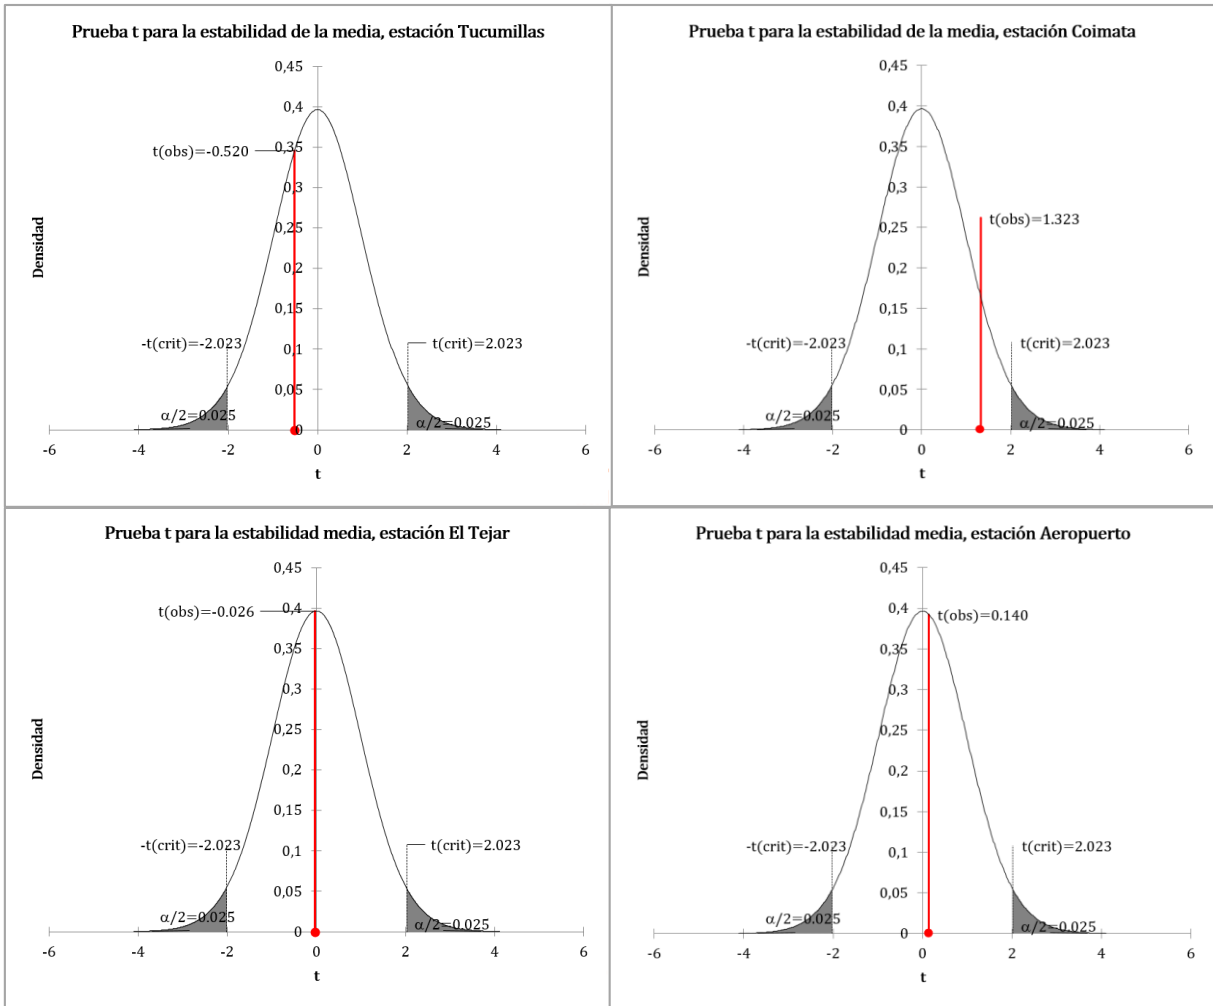 Prueba t para la estabilidad de la media, estación Tucumillas
0,45
0,4
t(obs)=-0.520
0,35
0,3
0,25
Densidad
0,2
0,15
-t(crit)=-2.023
t(crit)=2.023
0,1
0,05
α/2=0.025
α/2=0.025
0
-6 -4 -2 0 2 4 6
t
Prueba t para la estabilidad de la media, estación Coimata
0,45
0,4
0,35
0,3
t(obs)=1.323
0,25
Densidad
0,2
0,15
-t(crit)=-2.023
t(crit)=2.023
0,1
0,05
α/2=0.025
α/2=0.025
0
-6 -4 -2 0 2 4 6
t
Prueba t para la estabilidad media, estación El Tejar
0,45
t(obs)=-0.026
0,4
0,35
0,3
0,25
Densidad
0,2
0,15
-t(crit)=-2.023
t(crit)=2.023
0,1
0,05
α/2=0.025
α/2=0.025
0
-6 -4 -2 0 2 4 6
t
Prueba t para la estabilidad media, estación Aeropuerto
0,45
0,4
t(obs)=0.140
0,35
0,3
0,25
Densidad
0,2
0,15
-t(crit)=-2.023
t(crit)=2.023
0,1
0,05
α/2=0.025
α/2=0.025
0
-6 -4 -2 0 2 4 6
t